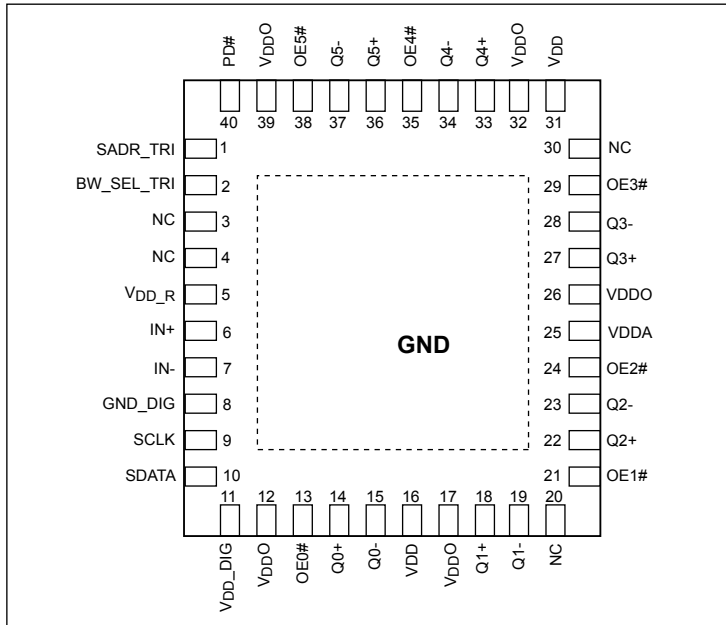 PD#
VDDO
OE5#
Q5-
Q5+
OE4#
Q4-
Q4+
VDDO
VDD
40 39 38 37 36 35 34 33 32 31
SADR_TRI 1
BW_SEL_TRI 2
NC 3
NC 4
VDD_R 5
IN+ 6
IN- 7
GND_DIG 8
SCLK 9
SDATA 10
GND
30 NC
29 OE3#
28 Q3-
27 Q3+
26 VDDO
25 VDDA
24 OE2#
23 Q2-
22 Q2+
21 OE1#
11 12 13 14 15 16 17 18 19 20
VDD_DIG
VDDO
OE0#
Q0+
Q0-
VDD
VDDO
Q1+
Q1-
NC